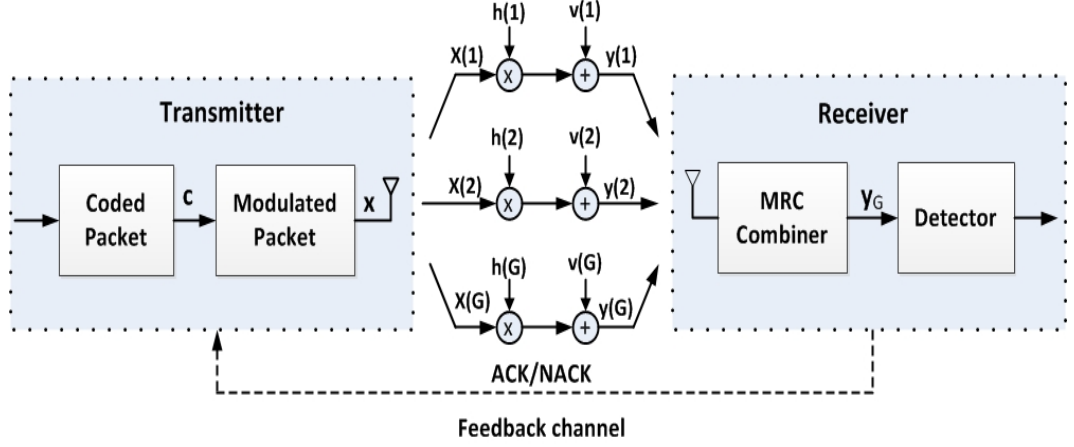 h(1)
v(1)
X(1)
x
+
y(1)
Transmitter
Receiver
h(2)
v(2)
X(2)
x
+
y(2)
Coded
Packet
c
Modulated
Packet
x
MRC
Combiner
yG
Detector
h(G)
v(G)
X(G)
x
+
y(G)
ACK/NACK
Feedback channel